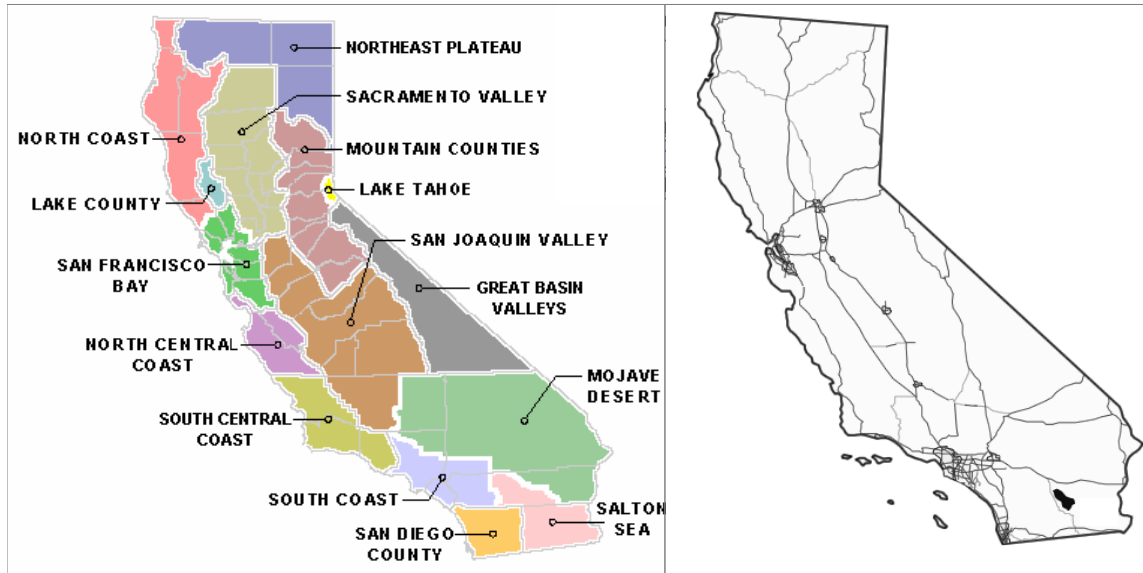 NORTHEAST PLATEAU
SACRAMENTO VALLEY
NORTH COAST
MOUNTAIN COUNTIES
LAKE TAHOE
LAKE COUNTY
SAN JOAQUIN VALLEY
SAN FRANCISCO
BAY
GREAT BASIN
VALLEYS
NORTH CENTRAL
COAST
MOJAVE
DESERT
SOUTH CENTRAL
COAST
SOUTH COAST
SALTON
SEA
SAN DIEGO
COUNTY